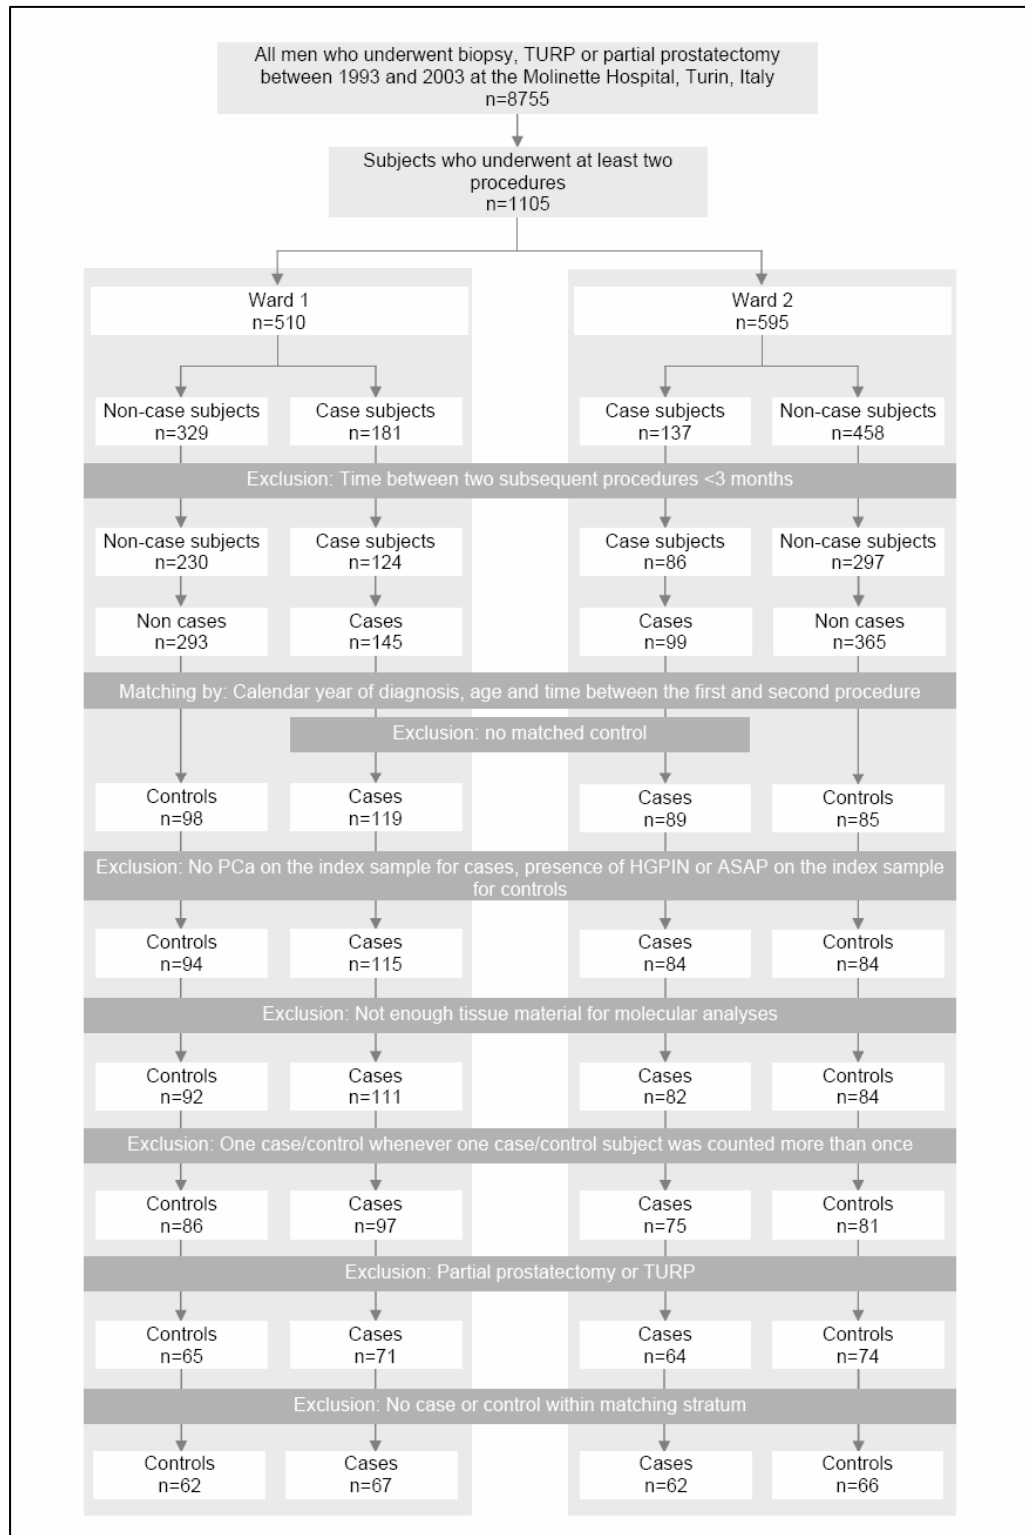 All men who underwent biopsy, TURP or partial prostatectomy
between 1993 and 2003 at the Molinette Hospital, Turin, Italy
n=8755
Subjects who underwent at least two
procedures
n=1105
Ward 1
n=510
Ward 2
n=595
Non-case subjects
n=329
Case subjects
n=181
Case subjects
n=137
Non-case subjects
n=458
Exclusion: Time between two subsequent procedures <3 months
Non-case subjects
n=230
Case subjects
n=124
Case subjects
n=86
Non-case subjects
n=297
Non cases
n=293
Cases
n=145
Cases
n=99
Non cases
n=365
Matching by: Calendar year of diagnosis, age and time between the first and second procedure
Exclusion: no matched control
Controls
n=98
Cases
n=119
Cases
n=89
Controls
n=85
Exclusion: No PCa on the index sample for cases, presence of HGPIN or ASAP on the index sample
for controls
Controls
n=94
Cases
n=115
Cases
n=84
Controls
n=84
Exclusion: Not enough tissue material for molecular analyses
Controls
n=92
Cases
n=111
Cases
n=82
Controls
n=84
Exclusion: One case/control whenever one case/control subject was counted more than once
Controls
n=86
Cases
n=97
Cases
n=75
Controls
n=81
Exclusion: Partial prostatectomy or TURP
Controls
n=65
Cases
n=71
Cases
n=64
Controls
n=74
Exclusion: No case or control within matching stratum
Controls
n=62
Cases
n=67
Cases
n=62
Controls
n=66